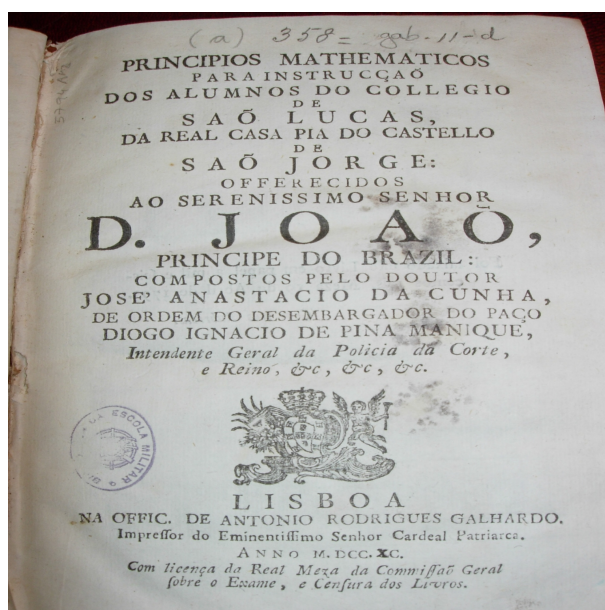 (a) 358= gab-11-d
PRINCIPIOS MATHEMATICOS
PARA INSTRUCÇAÕ
DOS ALUMNOS DO COLLEGIO
DE
SAÕ LUCAS,
DA REAL CASA PIA DO CASTELLO
DE
SAÕ JORGE:
OFFERECIDOS
AO SERENISSIMO SENHOR
D. JOAÕ,
PRINCIPE DO BRAZIL:
COMPOSTOS PELO DOUTOR
JOSE' ANASTACIO DA CUNHA,
DE ORDEM DO DESEMBARGADOR DO PAÇO
DIOGO IGNACIO DE PINA MANIQUE,
Intendente Geral da Policia da Corte,
e Reino, &c, &c, &c.
DA ESCOLA MILITAR
LISBOA
NA OFFIC. DE ANTONIO RODRIGUES GALHARDO.
Impreſſor do Eminentiſſimo Senhor Cardeal Patriarca.
ANNO M.DCC.XC.
Com licença da Real Meza da Commiſſaõ Geral
ſobre o Exame, e Cenſura dos Livros.